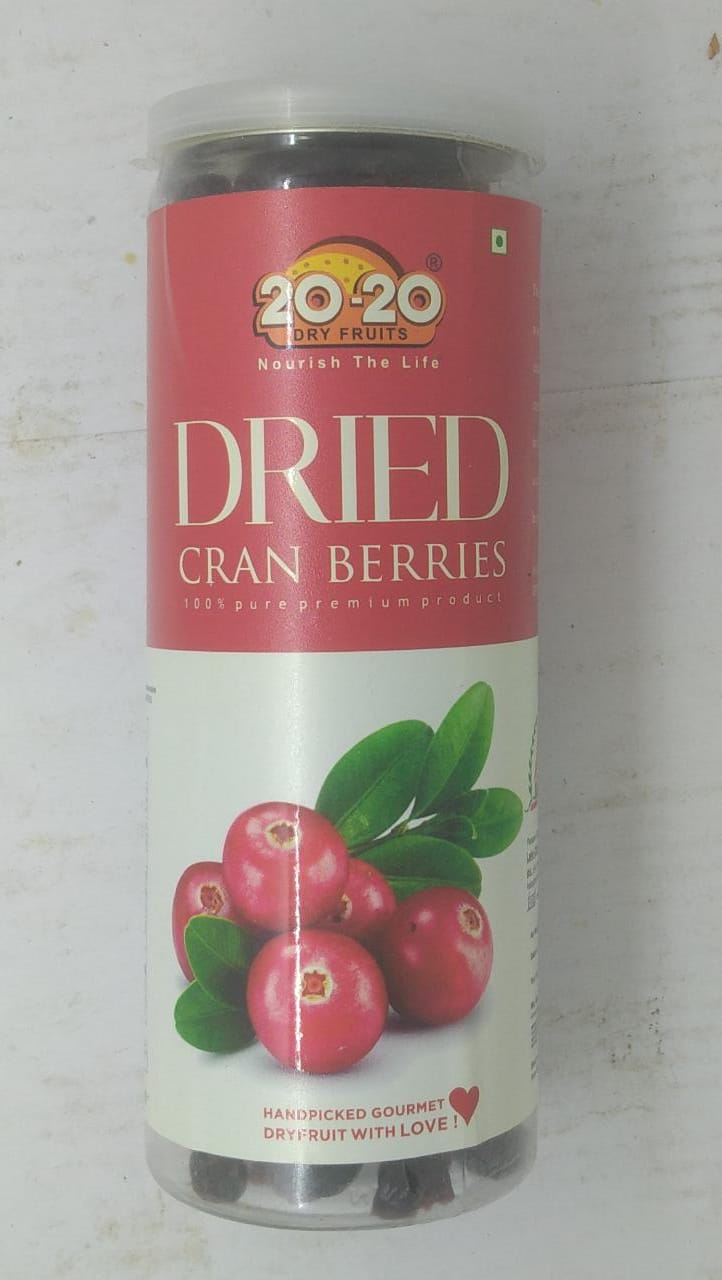 20-20
®
DRY FRUITS
Nourish The Life
DRIED
CRAN BERRIES
100% pure premium product
HANDPICKED GOURMET
DRYFRUIT WITH LOVE !